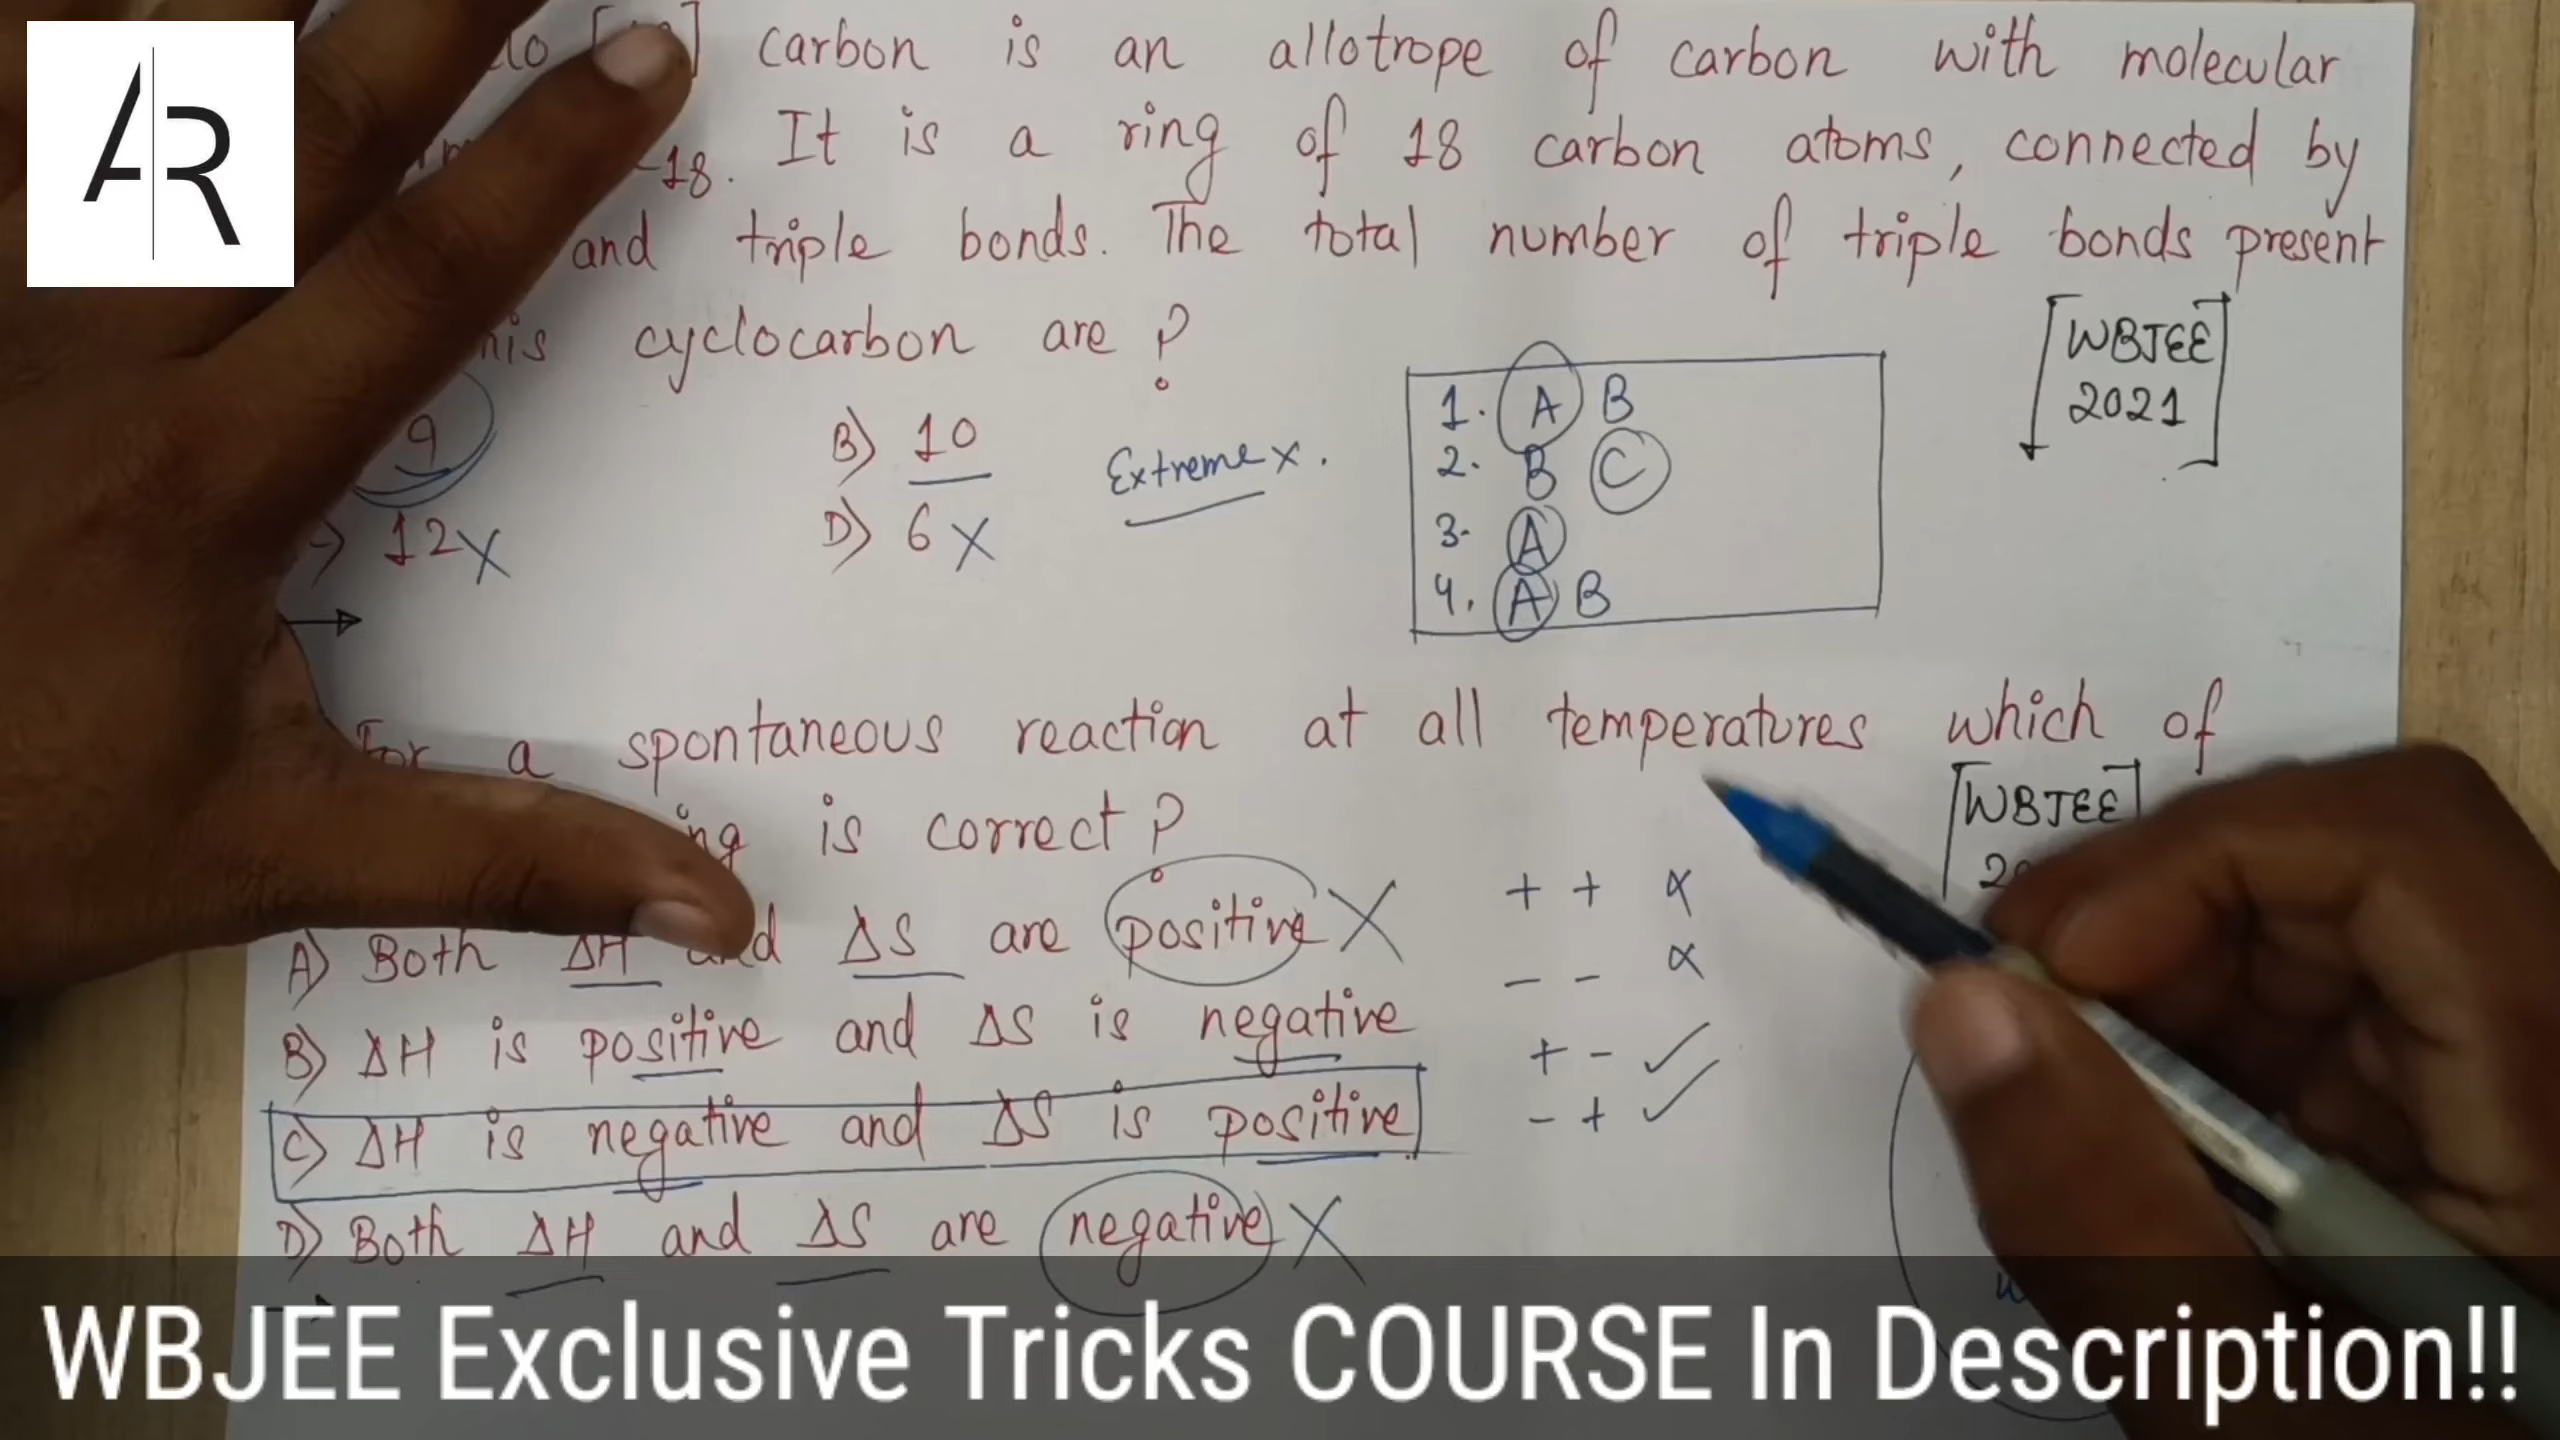 AR
carbon is an allotrope of carbon with molecular
18. It is a ring of 18 carbon atoms, connected by
and triple bonds. The total number of triple bonds present
cyclocarbon are ?
9
B) 10
12 X
D) 6 X
Extreme x.
1. A B
2. B C
3. A
4. A B
[WBJEE
2021]
For a spontaneous reaction at all temperatures which of
is correct ?
[WBJEE]
A) Both ΔH and ΔS are positive X
B) ΔH is positive and ΔS is negative
C) ΔH is negative and ΔS is positive
D) Both ΔH and ΔS are negative X
+ + x
- - x
+ - ✓
- + ✓
WBJEE Exclusive Tricks COURSE In Description!!